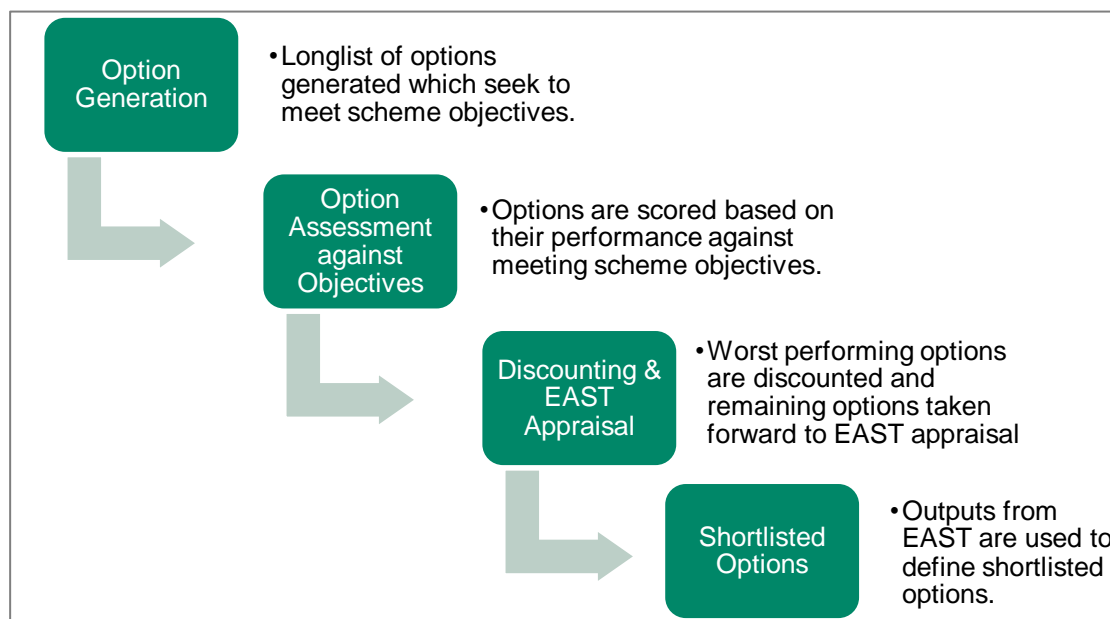 Option
Generation
•Longlist of options
generated which seek to
meet scheme objectives.
Option
Assessment
against
Objectives
•Options are scored based on
their performance against
meeting scheme objectives.
Discounting &
EAST
Appraisal
•Worst performing options
are discounted and
remaining options taken
forward to EAST appraisal
Shortlisted
Options
•Outputs from
EAST are used to
define shortlisted
options.